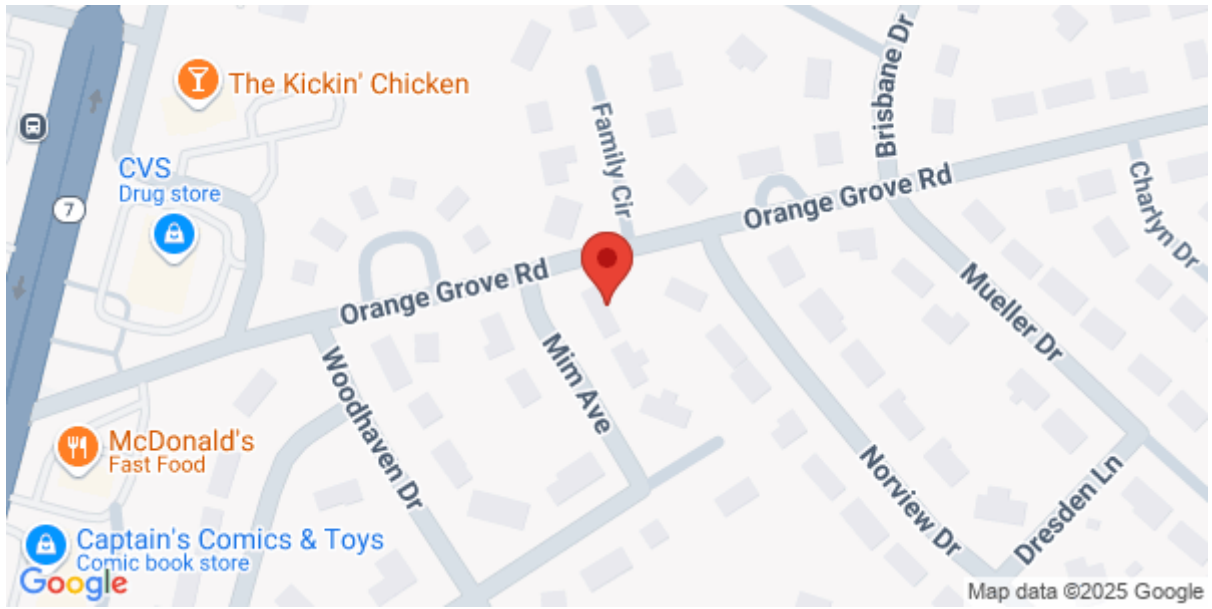 The Kickin' Chicken
CVS
Drug store
7
Family Cir
Brisbane Dr
Orange Grove Rd
Charlyn Dr
Orange Grove Rd
Mueller Dr
Mim Ave
Woodhaven Dr
McDonald's
Fast Food
Norview Dr
Dresden Ln
Captain's Comics & Toys
Comic book store
Google
Map data ©2025 Google